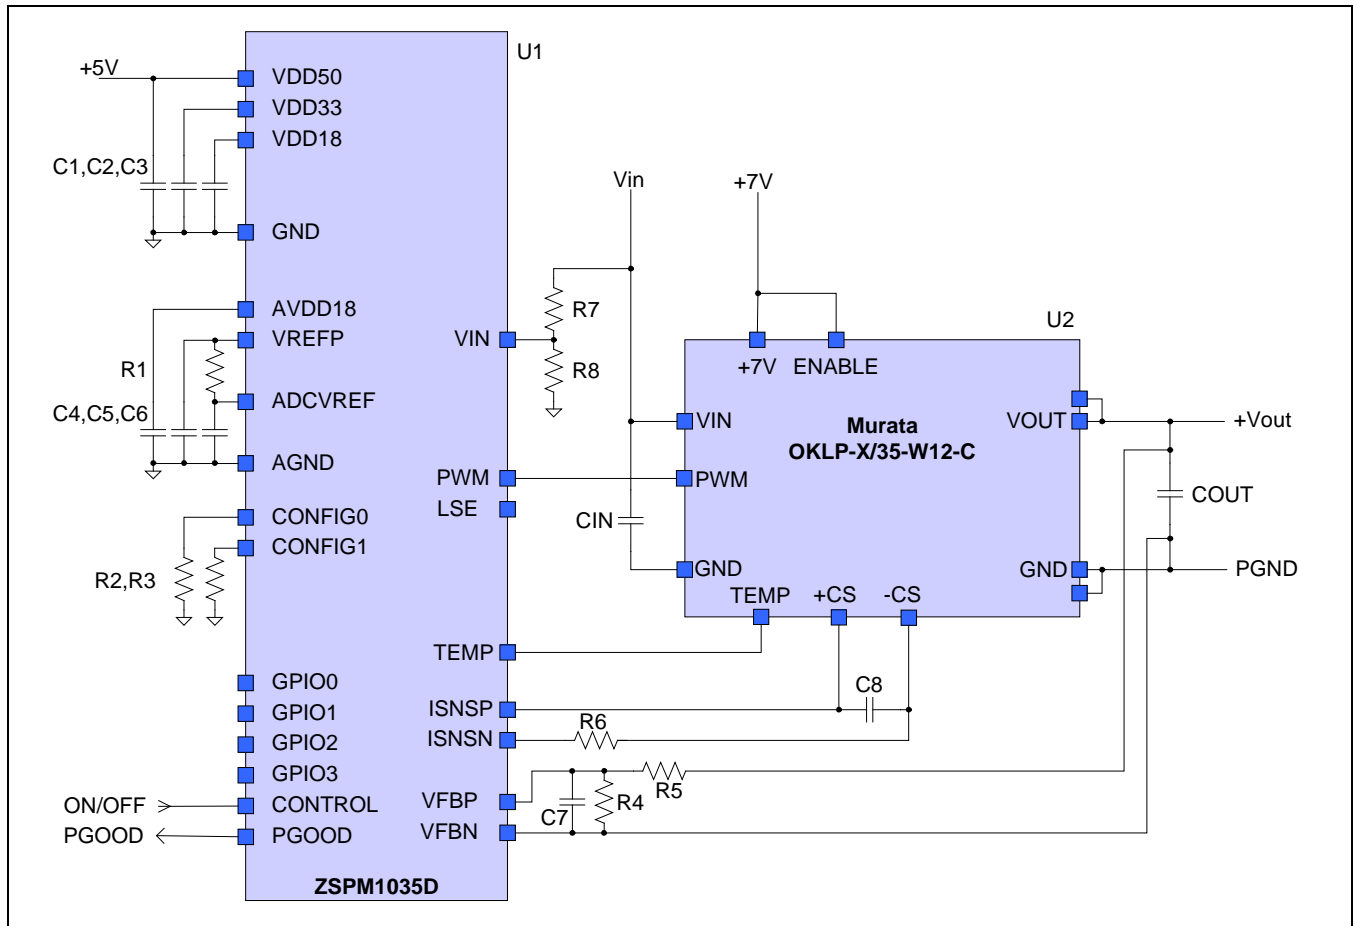 U1
+5V
VDD50
VDD33
VDD18
C1,C2,C3
GND
AVDD18
VREFP
R1
ADCVREF
C4,C5,C6
AGND
CONFIG0
CONFIG1
R2,R3
GPIO0
GPIO1
GPIO2
GPIO3
ON/OFF
CONTROL
PGOOD
PGOOD
VIN
PWM
LSE
TEMP
ISNSP
ISNSN
VFBP
VFBN
ZSPM1035D
Vin
+7V
R7
R8
CIN
U2
+7V
ENABLE
VIN
Murata
OKLP-X/35-W12-C
VOUT
PWM
GND
GND
TEMP
+CS
-CS
+Vout
COUT
PGND
C8
R6
R5
C7
R4